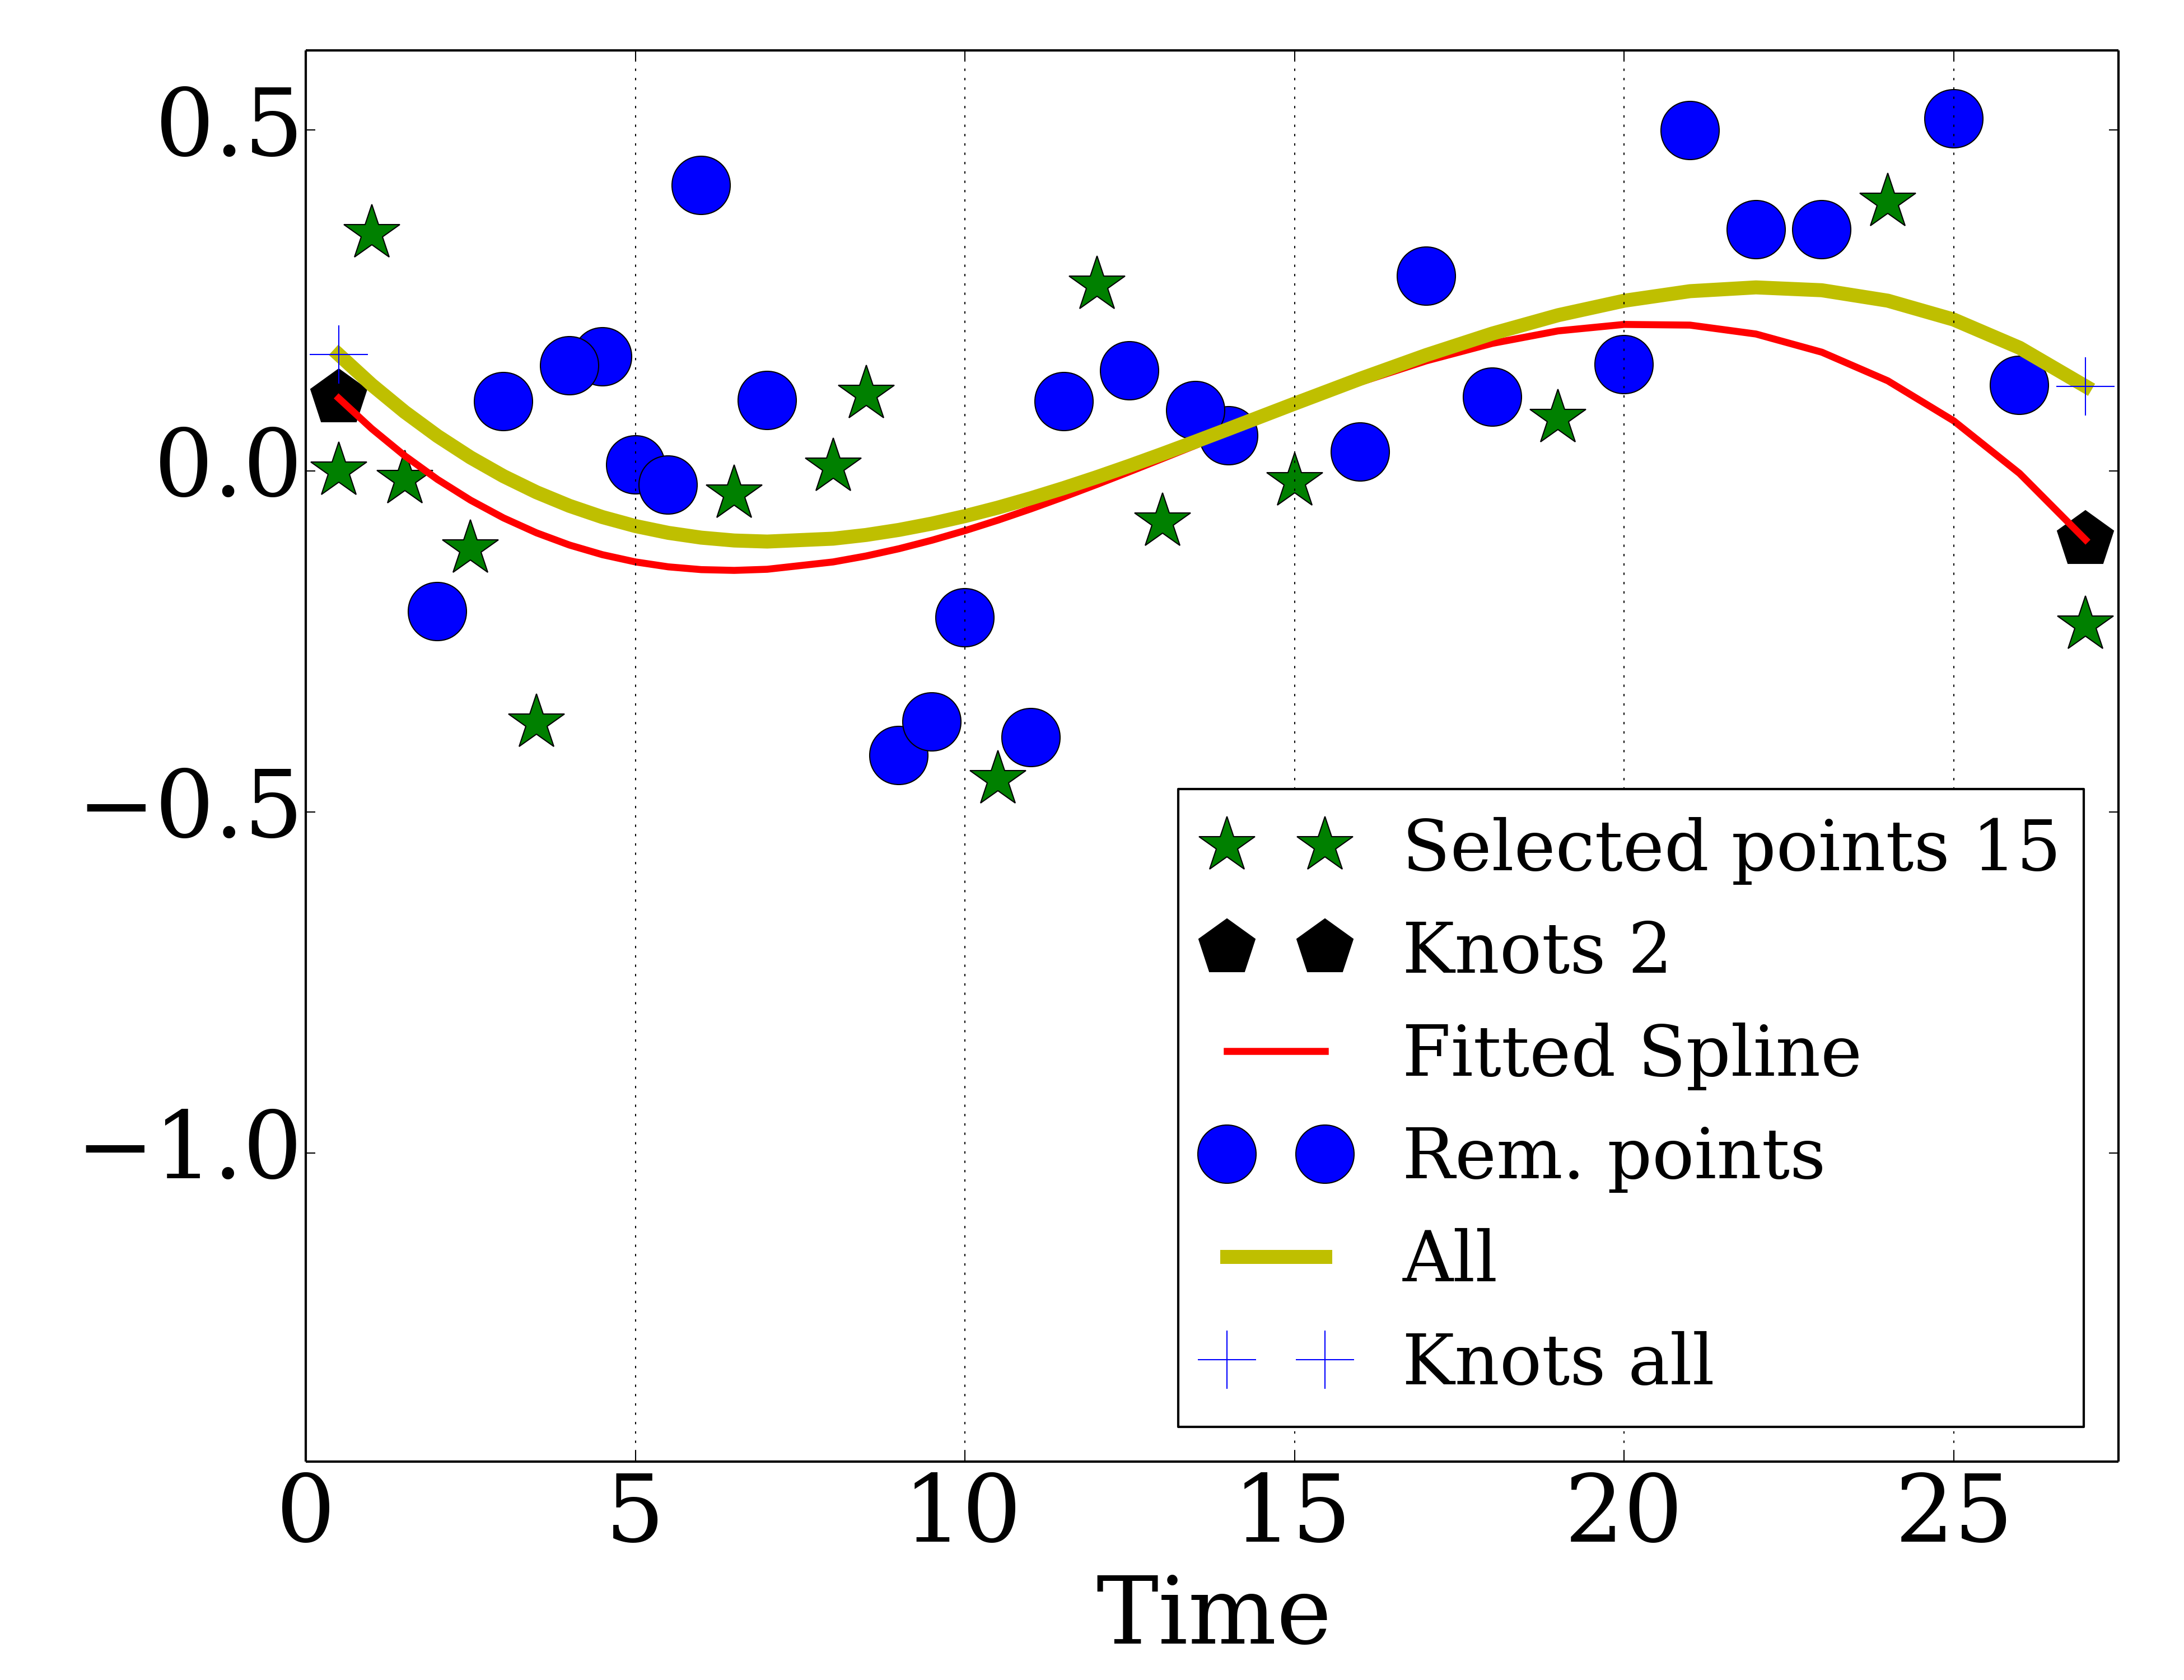 0.5
0.0
−0.5
−1.0
0 5 10 15 20 25
Time
Selected points 15
Knots 2
Fitted Spline
Rem. points
All
Knots all